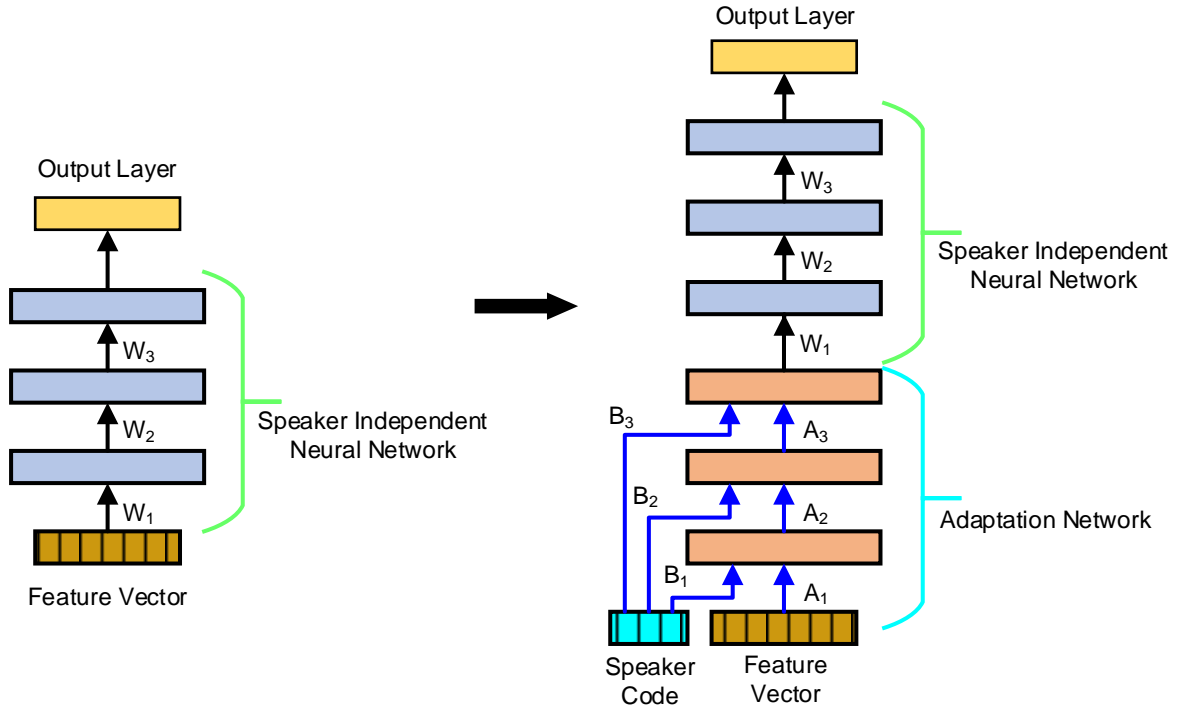 Output Layer
W₃
W₂
Speaker Independent
Neural Network
W₁
Feature Vector
Output Layer
W₃
W₂
Speaker Independent
Neural Network
W₁
B₃
A₃
B₂
A₂
Adaptation Network
B₁
A₁
Speaker
Code
Feature
Vector